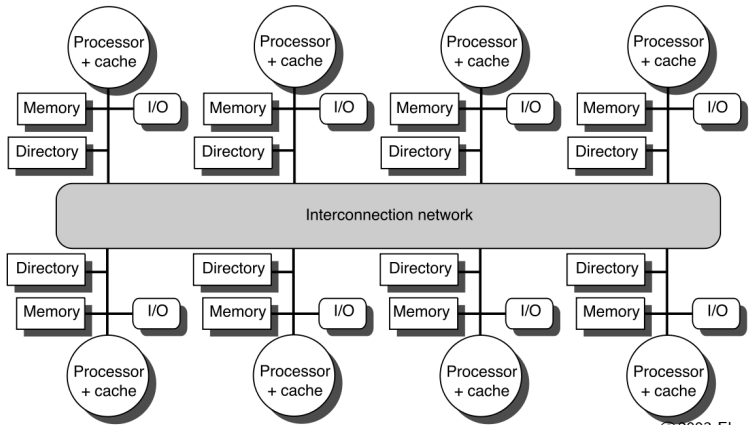 Processor Processor Processor Processor
+ cache + cache + cache + cache
Memory I/O Memory I/O Memory I/O Memory I/O
Directory Directory Directory Directory
Interconnection network
Directory Directory Directory Directory
Memory I/O Memory I/O Memory I/O Memory I/O
Processor Processor Processor Processor
+ cache + cache + cache + cache